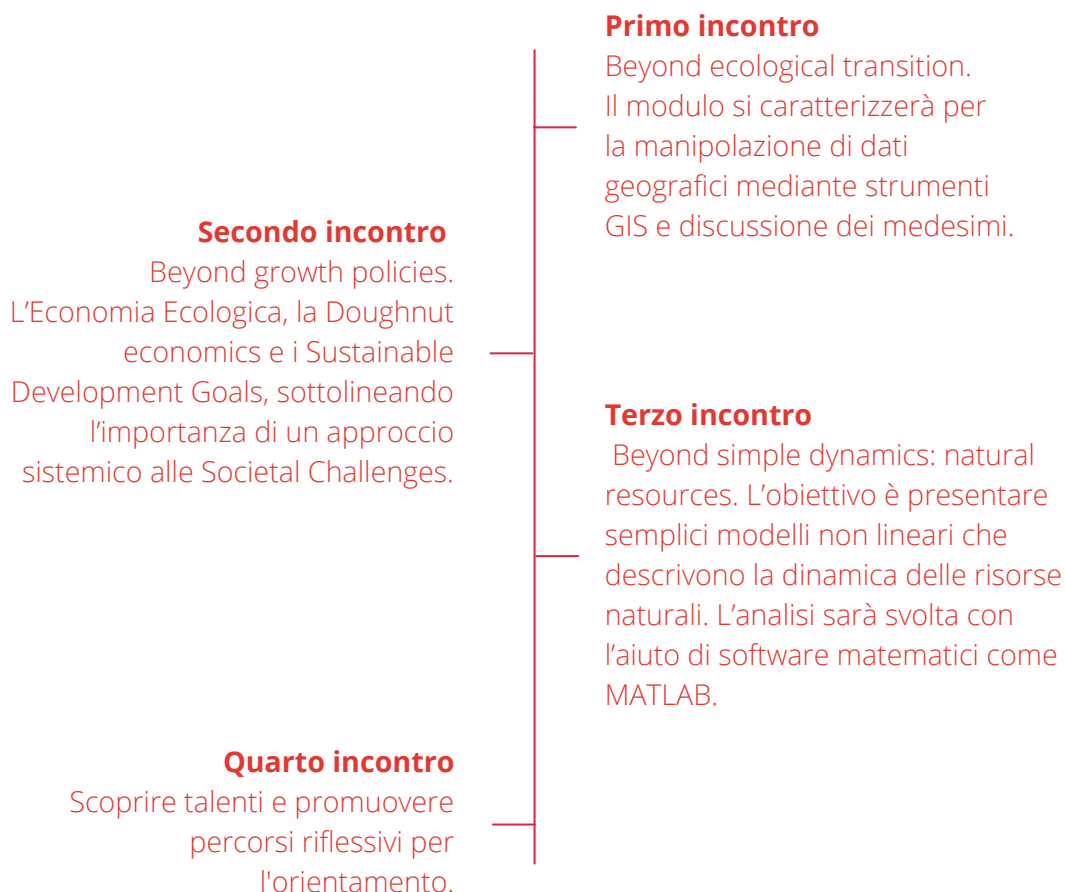 Primo incontro
Beyond ecological transition.
Il modulo si caratterizzerà per
la manipolazione di dati
geografici mediante strumenti
GIS e discussione dei medesimi.
Secondo incontro
Beyond growth policies.
L’Economia Ecologica, la Doughnut
economics e i Sustainable
Development Goals, sottolineando
l’importanza di un approccio
sistemico alle Societal Challenges.
Terzo incontro
Beyond simple dynamics: natural
resources. L’obiettivo è presentare
semplici modelli non lineari che
descrivono la dinamica delle risorse
naturali. L’analisi sarà svolta con
l’aiuto di software matematici come
MATLAB.
Quarto incontro
Scoprire talenti e promuovere
percorsi riflessivi per
l'orientamento.